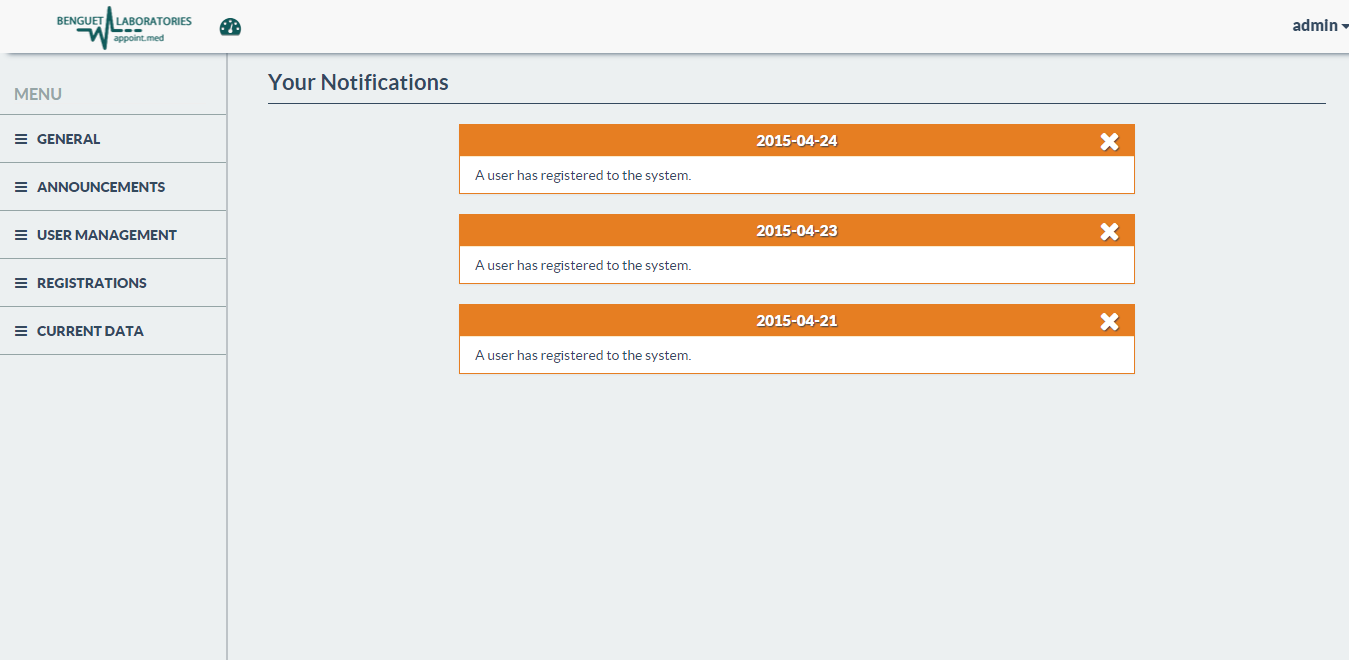 BENGUET LABORATORIES
appoint.med
admin
MENU
GENERAL
ANNOUNCEMENTS
USER MANAGEMENT
REGISTRATIONS
CURRENT DATA
Your Notifications
2015-04-24
A user has registered to the system.
2015-04-23
A user has registered to the system.
2015-04-21
A user has registered to the system.